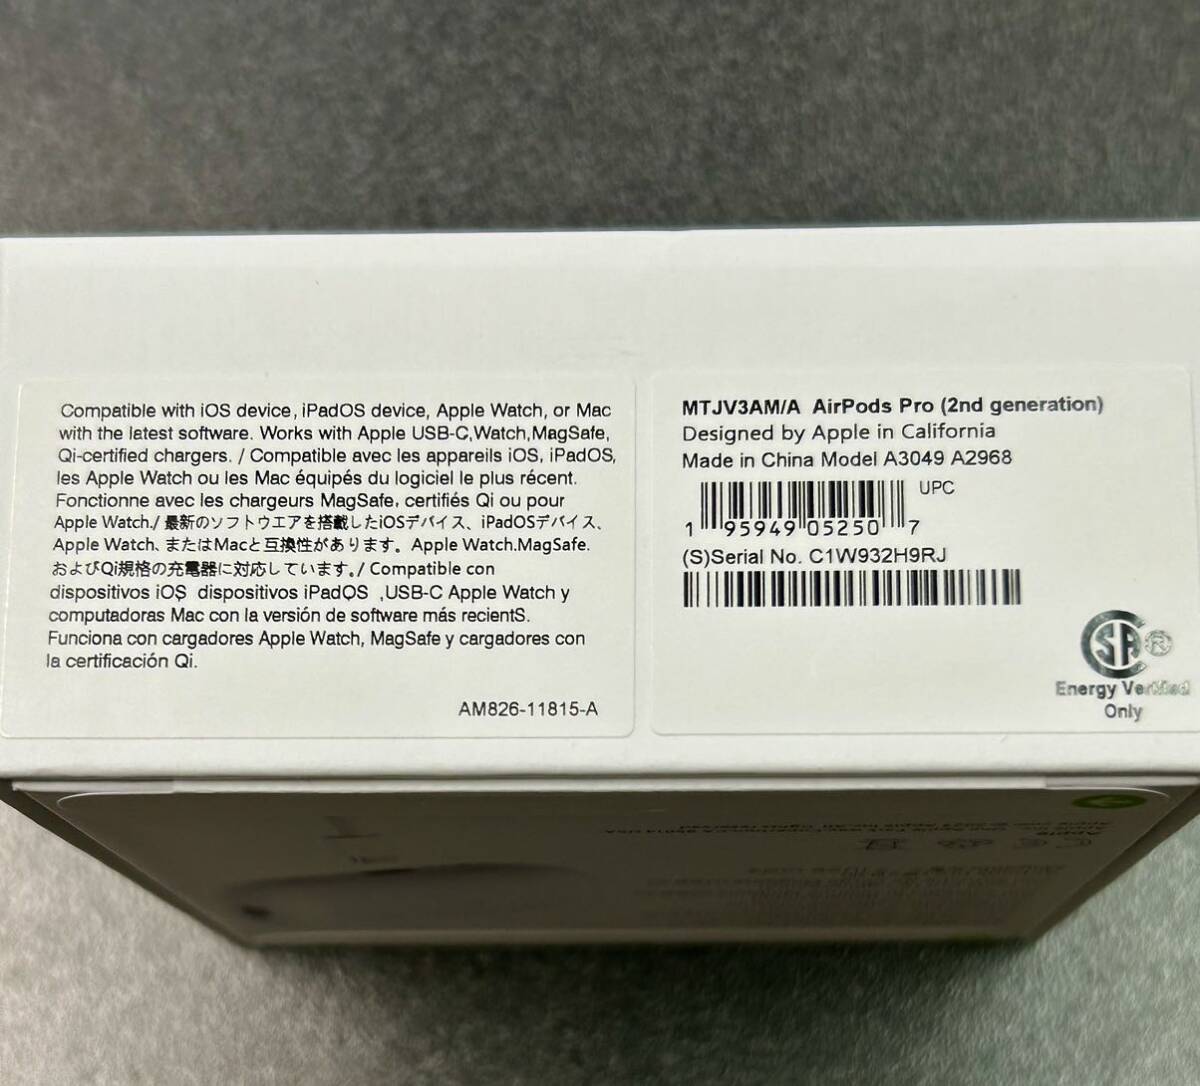 Compatible with iOS device, iPadOS device, Apple Watch, or Mac
with the latest software. Works with Apple USB-C,Watch,MagSafe,
Qi-certified chargers. / Compatible avec les appareils iOS, iPadOS,
les Apple Watch ou les Mac équipés du logiciel le plus récent.
Fonctionne avec les chargeurs MagSafe, certifiés Qi ou pour
Apple Watch./ 最新のソフトウエアを搭載したiOSデバイス、iPadOSデバイス、
Apple Watch、またはMacと互換性があります。Apple Watch.MagSafe.
およびQi規格の充電器に対応しています。/ Compatible con
dispositivos iOS dispositivos iPadOS ,USB-C Apple Watch y
computadoras Mac con la versión de software más recientS.
Funciona con cargadores Apple Watch, MagSafe y cargadores con
la certificación Qi.
AM826-11815-A
MTJV3AM/A AirPods Pro (2nd generation)
Designed by Apple in California
Made in China Model A3049 A2968
UPC
1 95949 05250 7
(S)Serial No. C1W932H9RJ
SA ®
Energy Verified
Only